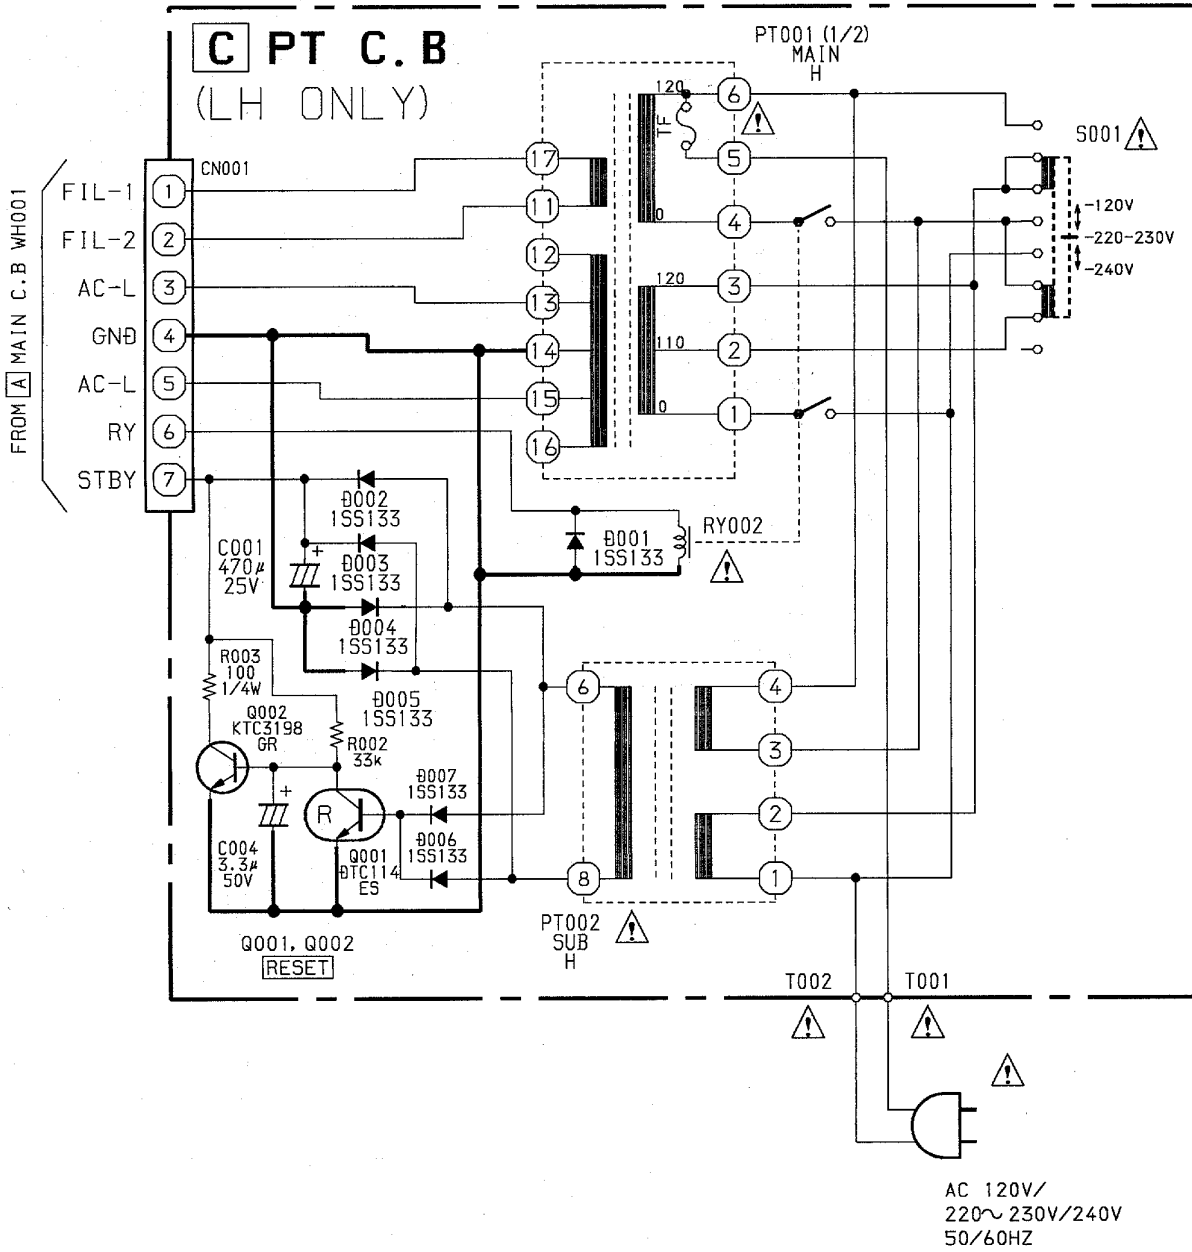 C PT C.B
(LH ONLY)
PT001 (1/2)
MAIN
H
CN001
FROM A MAIN C.B WH001
FIL-1 1
FIL-2 2
AC-L 3
GND 4
AC-L 5
RY 6
STBY 7
17
11
12
13
14
15
16
120
TF
0
120
110
0
6
5
4
3
2
1
S001
-120V
-220-230V
-240V
D002
1SS133
C001
470μ
25V
+
D003
1SS133
D004
1SS133
D005
1SS133
D001
1SS133
RY002
R003
100
1/4W
Q002
KTC3198
GR
R002
33k
D007
1SS133
D006
1SS133
+
C004
3.3μ
50V
R
Q001
DTC114
ES
6
8
4
3
2
1
PT002
SUB
H
Q001, Q002
RESET
T002
T001
AC 120V/
220~230V/240V
50/60HZ